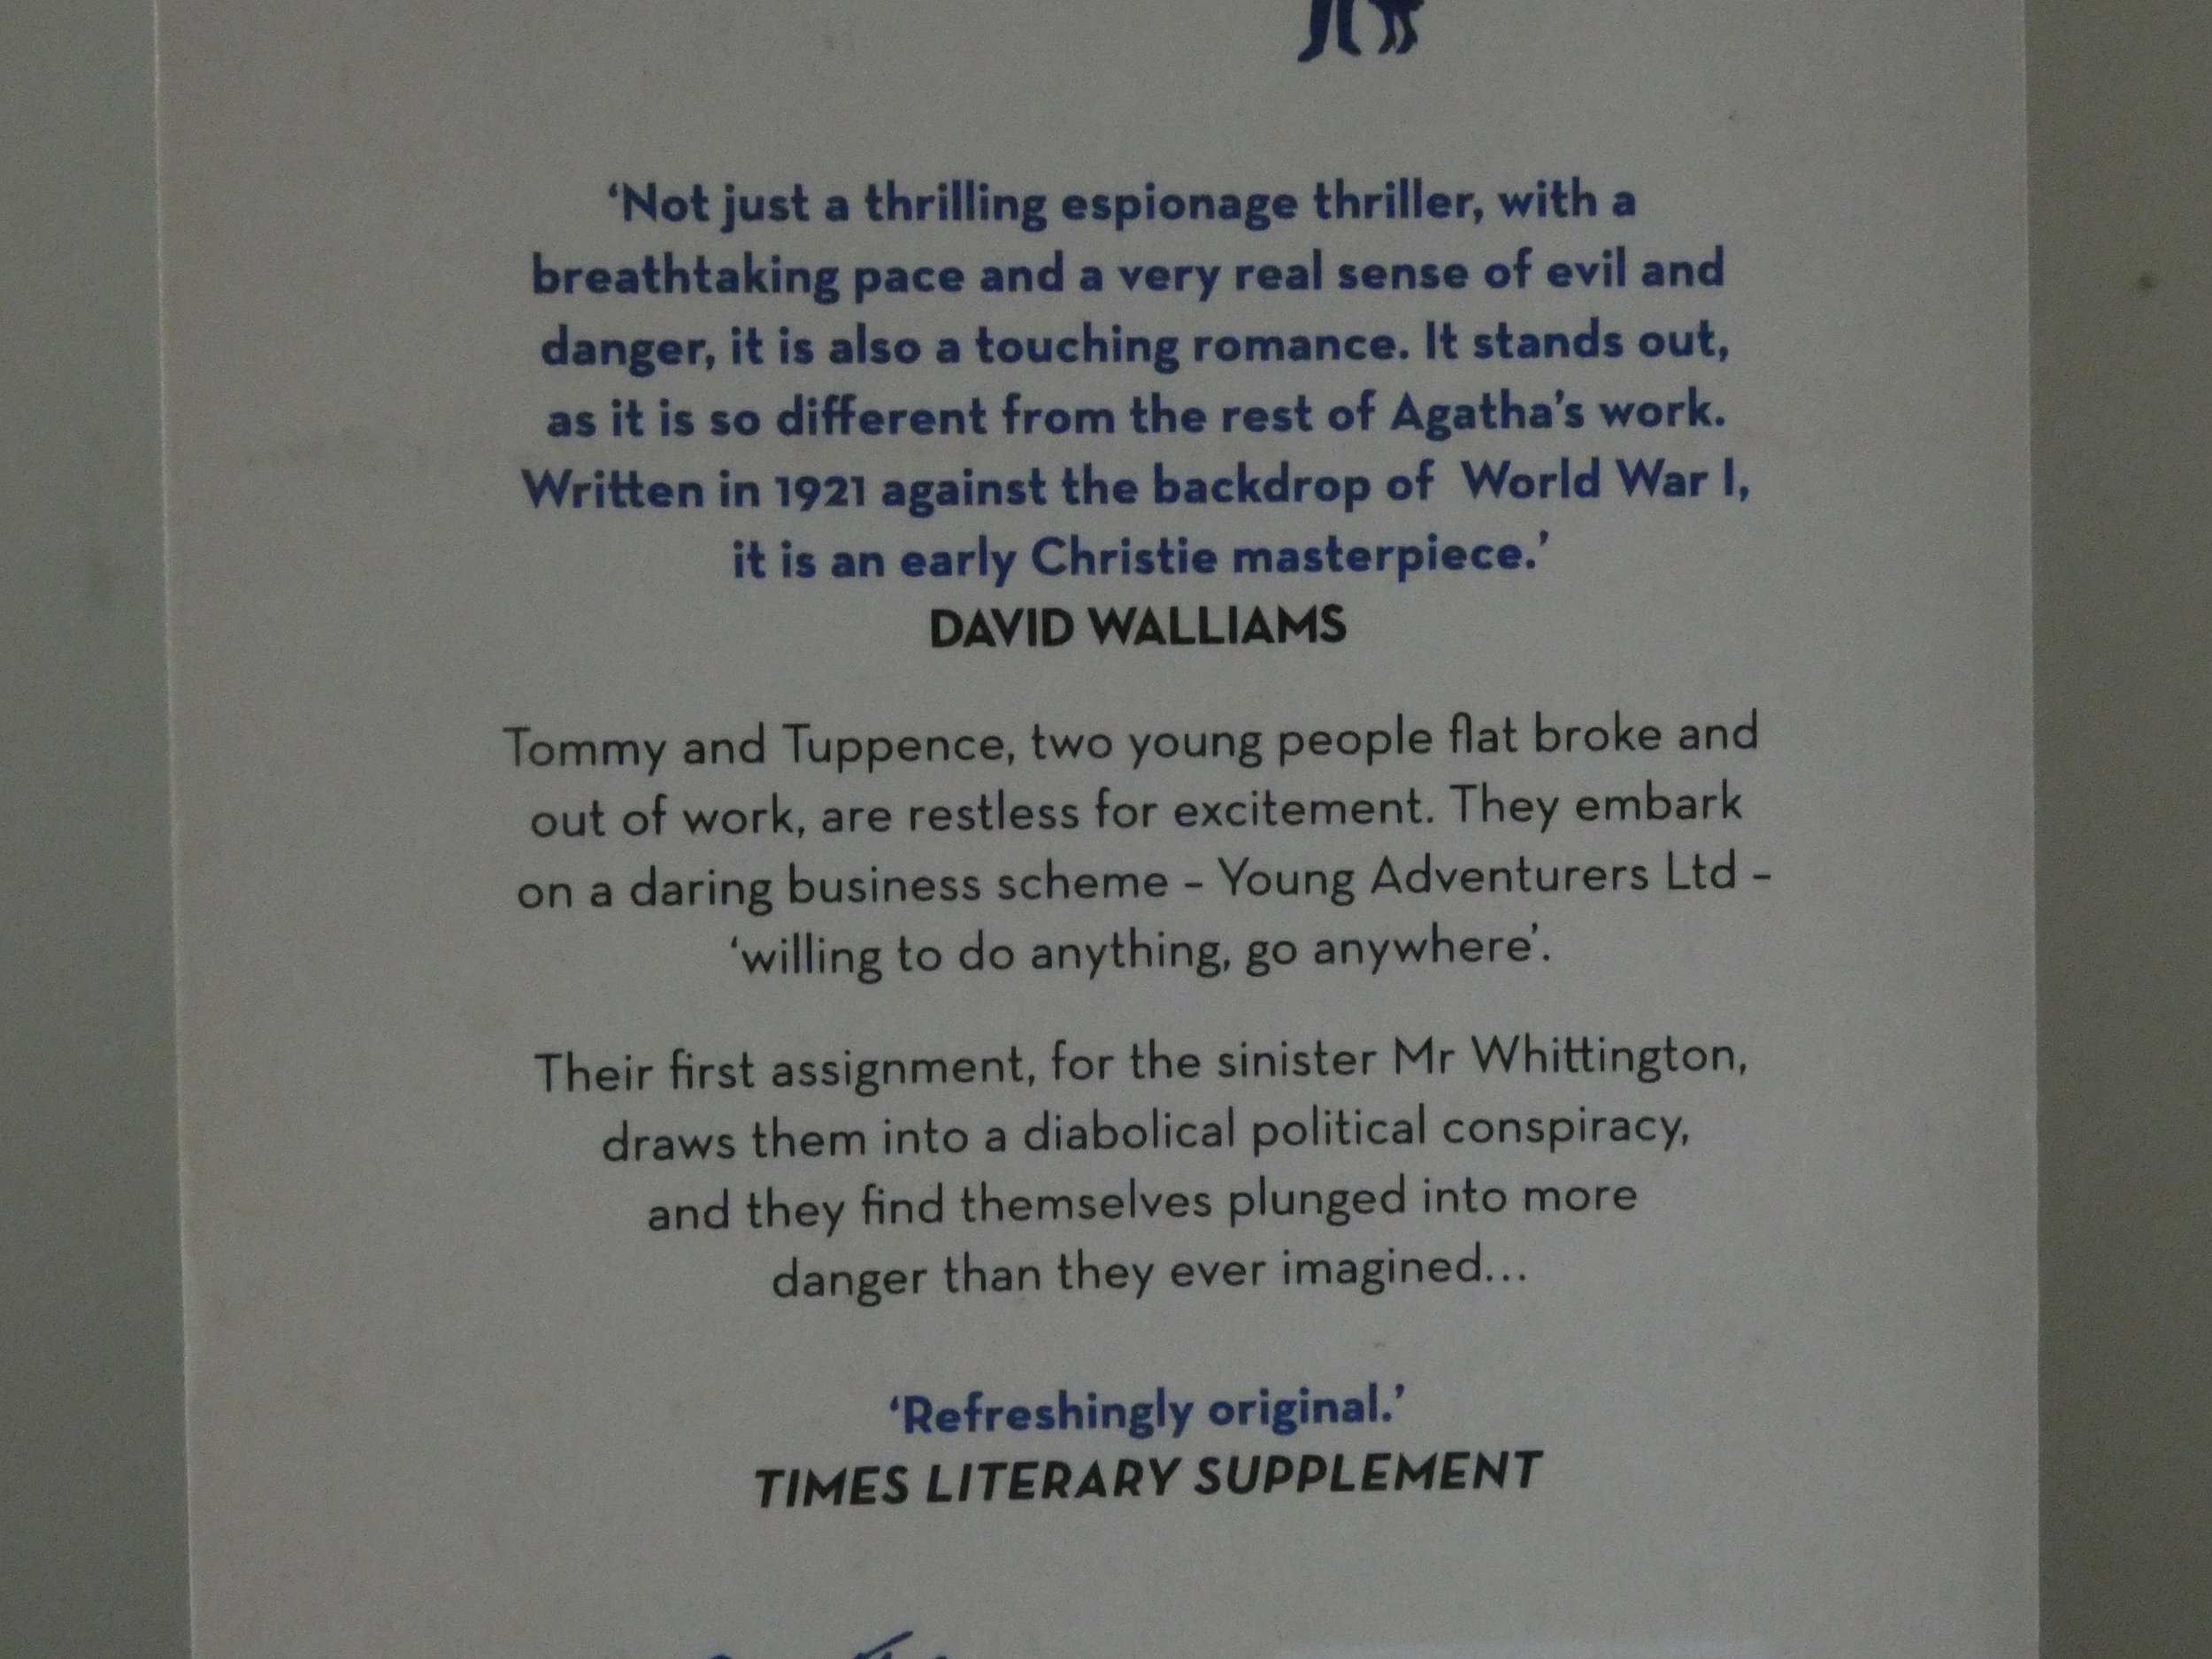 ‘Not just a thrilling espionage thriller, with a
breathtaking pace and a very real sense of evil and
danger, it is also a touching romance. It stands out,
as it is so different from the rest of Agatha’s work.
Written in 1921 against the backdrop of World War I,
it is an early Christie masterpiece.’
DAVID WALLIAMS
Tommy and Tuppence, two young people flat broke and
out of work, are restless for excitement. They embark
on a daring business scheme – Young Adventurers Ltd –
‘willing to do anything, go anywhere’.
Their first assignment, for the sinister Mr Whittington,
draws them into a diabolical political conspiracy,
and they find themselves plunged into more
danger than they ever imagined…
‘Refreshingly original.’
TIMES LITERARY SUPPLEMENT